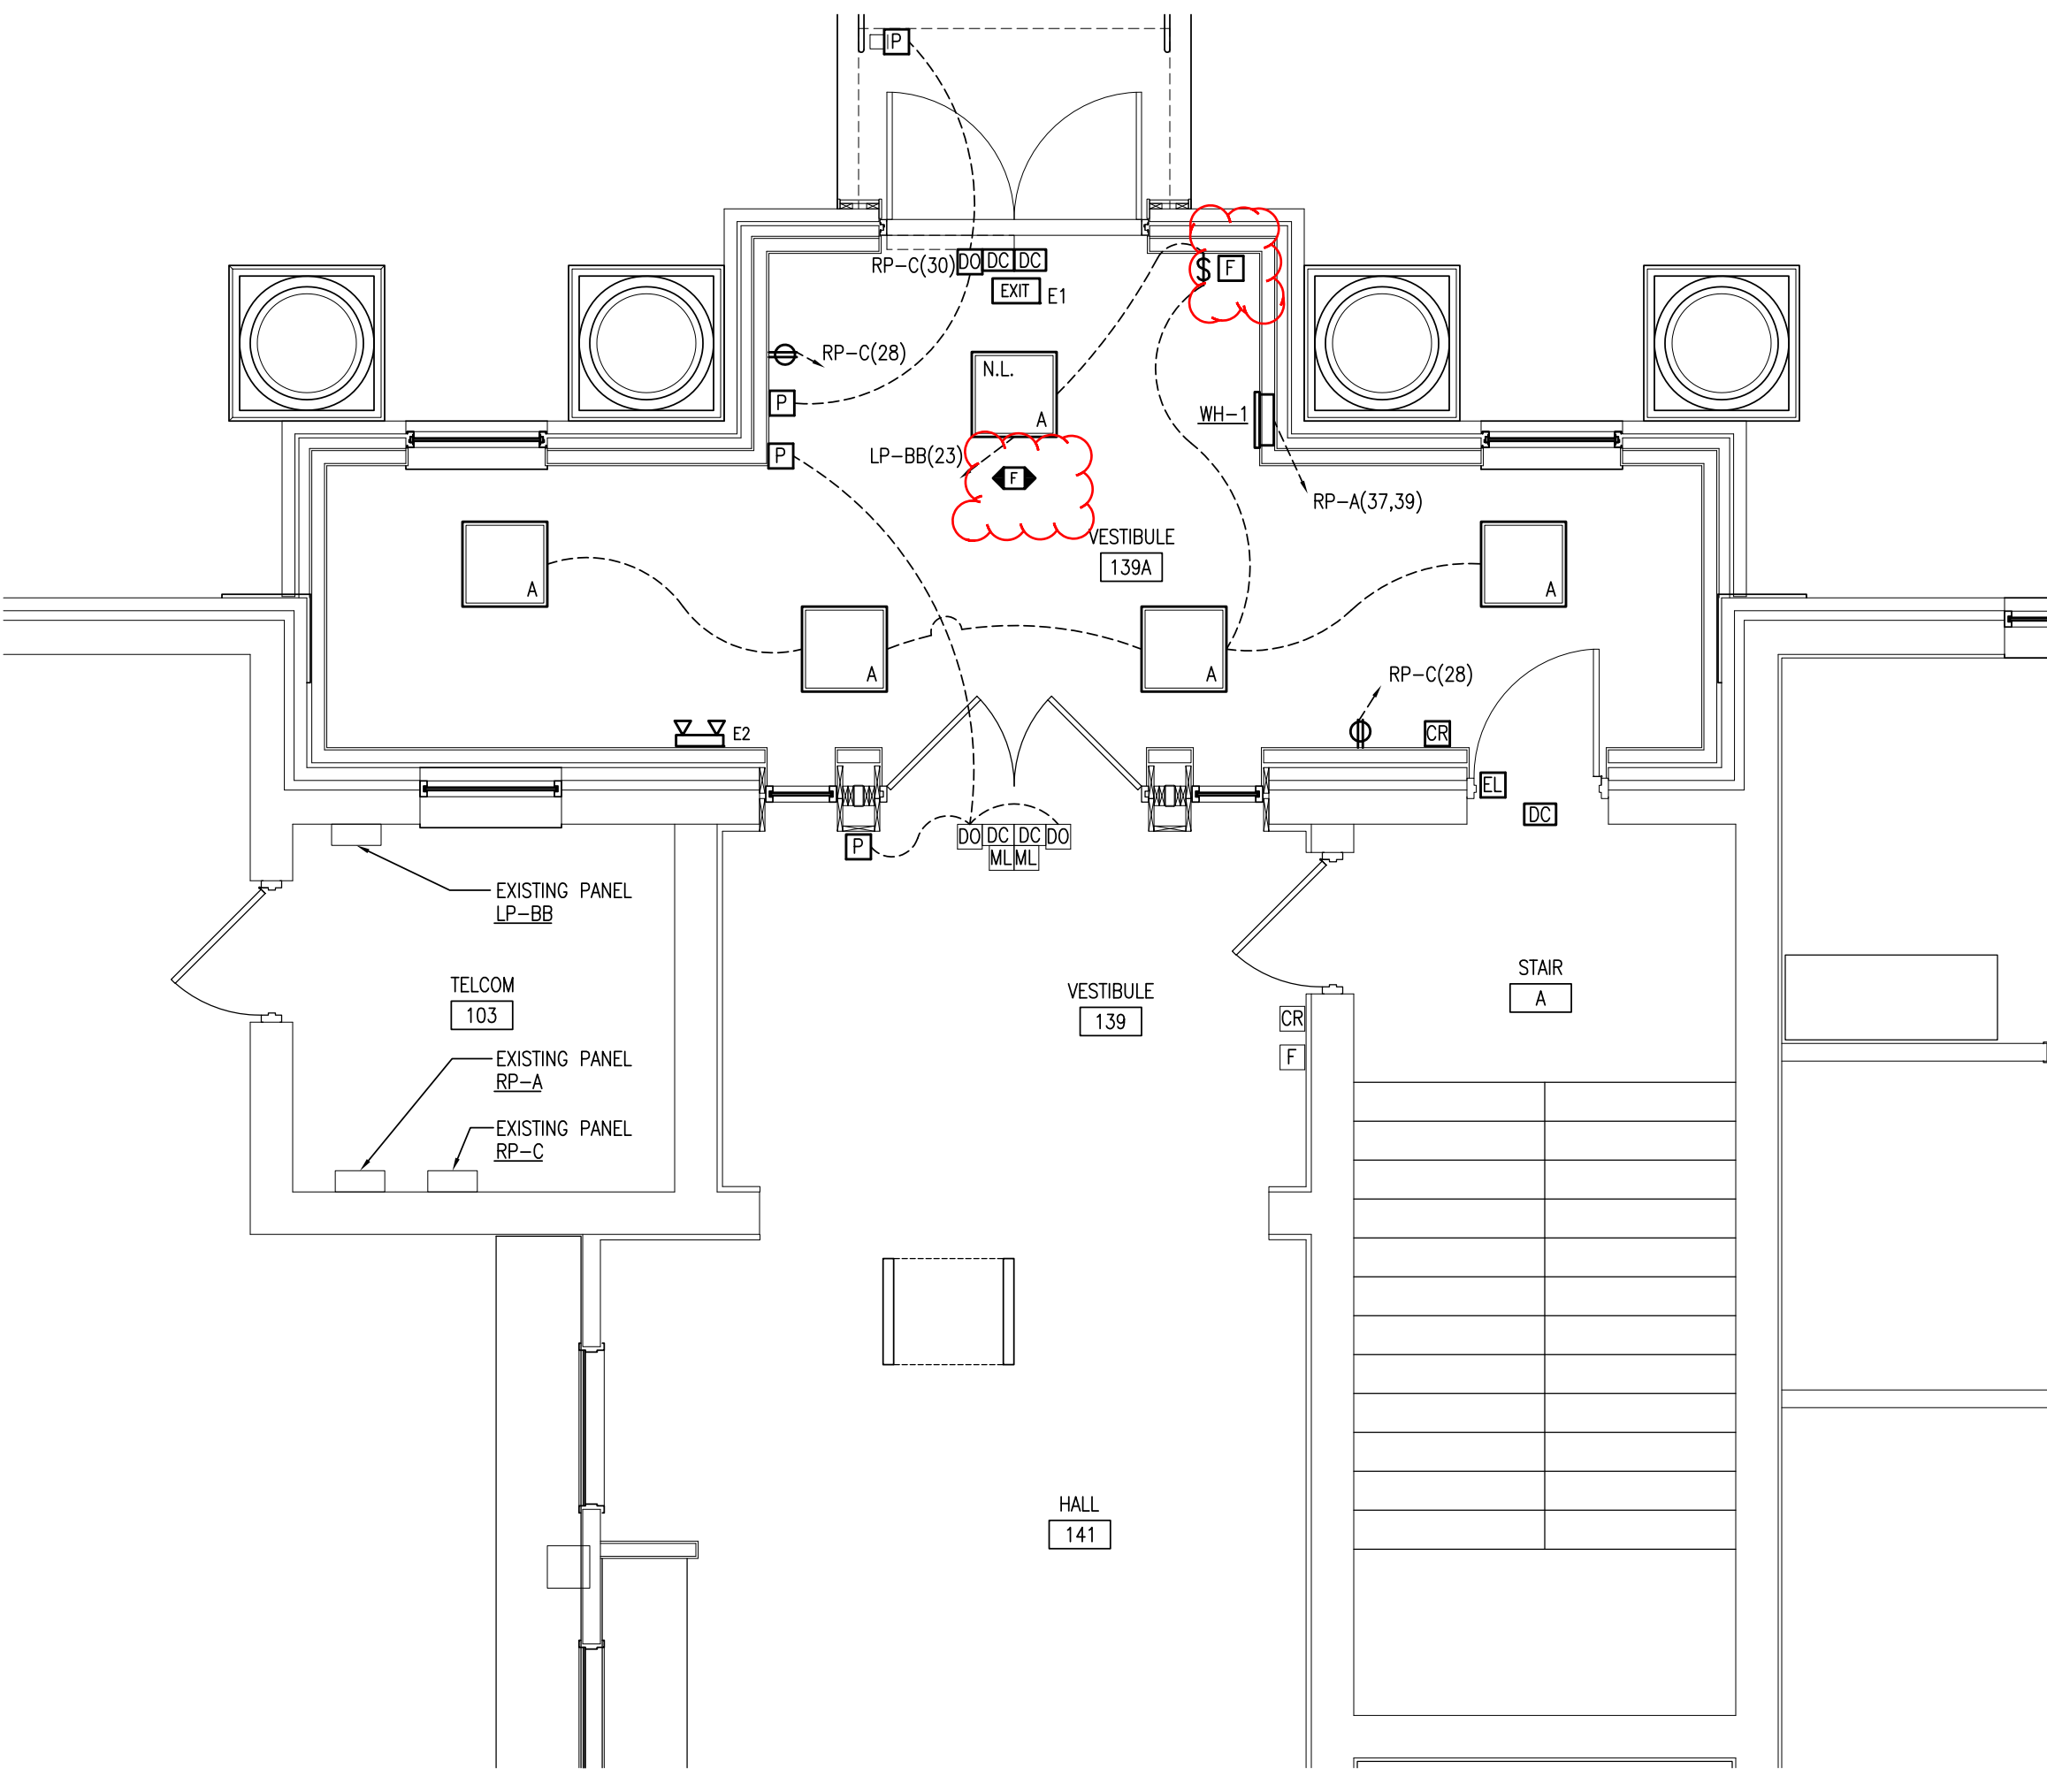 P
RP-C(30)
DO DC DC
EXIT E1
$ F
RP-C(28)
N.L.
A
P
WH-1
P
LP-BB(23)
F
RP-A(37,39)
VESTIBULE
139A
A
A
A
A
RP-C(28)
E2
CR
EL
DC
P
DO DC DC DO
ML ML
EXISTING PANEL
LP-BB
TELCOM
103
VESTIBULE
139
STAIR
A
CR
F
EXISTING PANEL
RP-A
EXISTING PANEL
RP-C
HALL
141